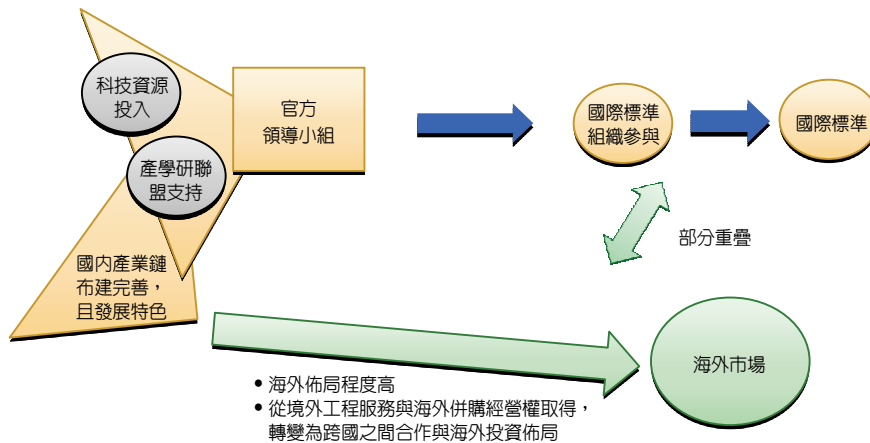 科技資源
投入
官方
領導小組
產學研聯
盟支持
國內產業鏈
布建完善，
且發展特色
國際標準
組織參與
國際標準
部分重疊
海外市場
• 海外佈局程度高
• 從境外工程服務與海外併購經營權取得，
轉變為跨國之間合作與海外投資佈局